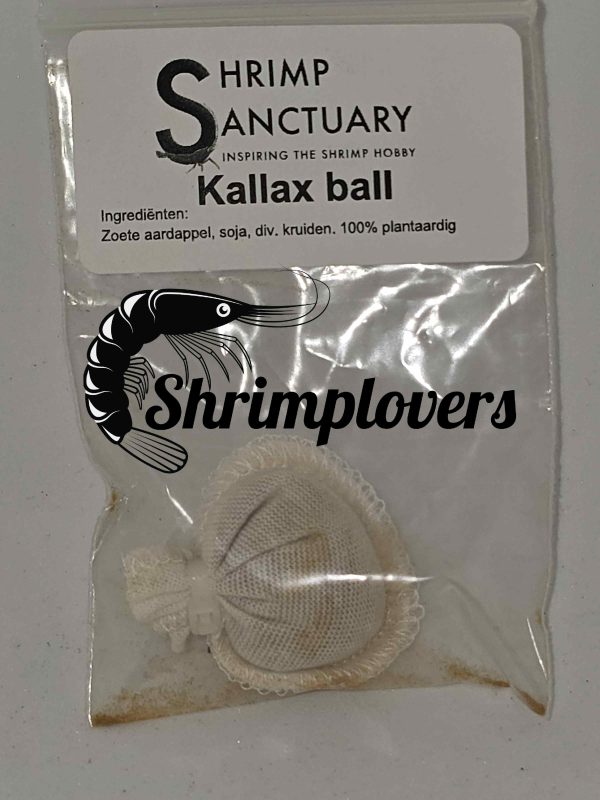 SHRIMP
SANCTUARY
INSPIRING THE SHRIMP HOBBY
Kallax ball
Ingrediënten:
Zoete aardappel, soja, div. kruiden. 100% plantaardig
Shrimplovers